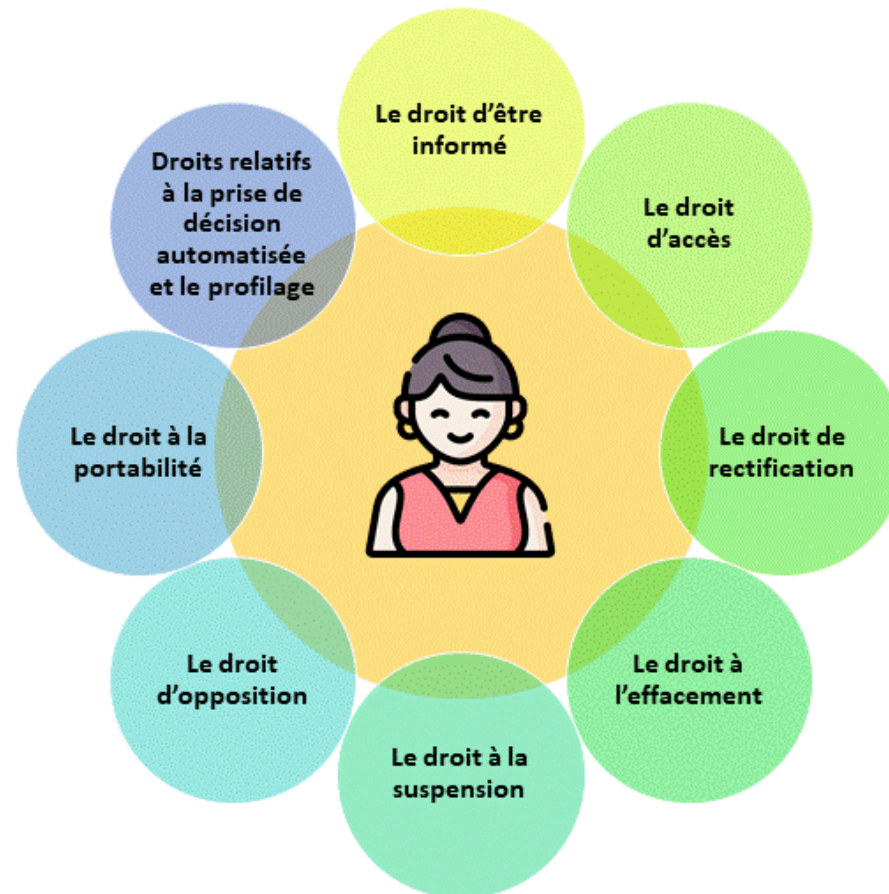 Le droit d’être
informé
Le droit
d’accès
Le droit de
rectification
Le droit à
l’effacement
Le droit à la
suspension
Le droit
d’opposition
Le droit à la
portabilité
Droits relatifs
à la prise de
décision
automatisée
et le profilage